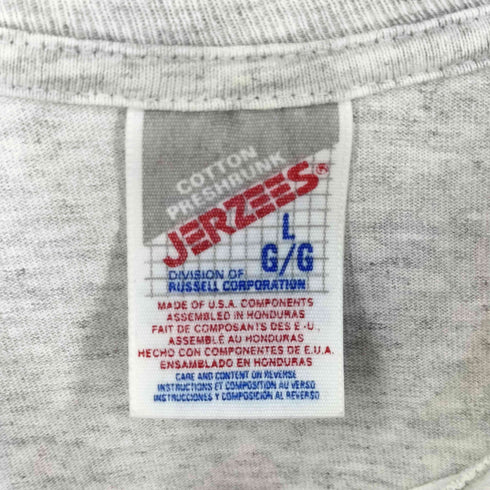 COTTON
PRESHRUNK
JERZEES®
L
G/G
DIVISION OF
RUSSELL CORPORATION
MADE OF U.S.A. COMPONENTS
ASSEMBLED IN HONDURAS
FAIT DE COMPOSANTS DES E.-U.,
ASSEMBLÉ AU HONDURAS
HECHO CON COMPONENTES DE E.U.A.
ENSAMBLADO EN HONDURAS
CARE AND CONTENT ON REVERSE
INSTRUCTIONS ET COMPOSITION AU VERSO
INSTRUCCIONES Y COMPOSICIÓN AL REVERSO